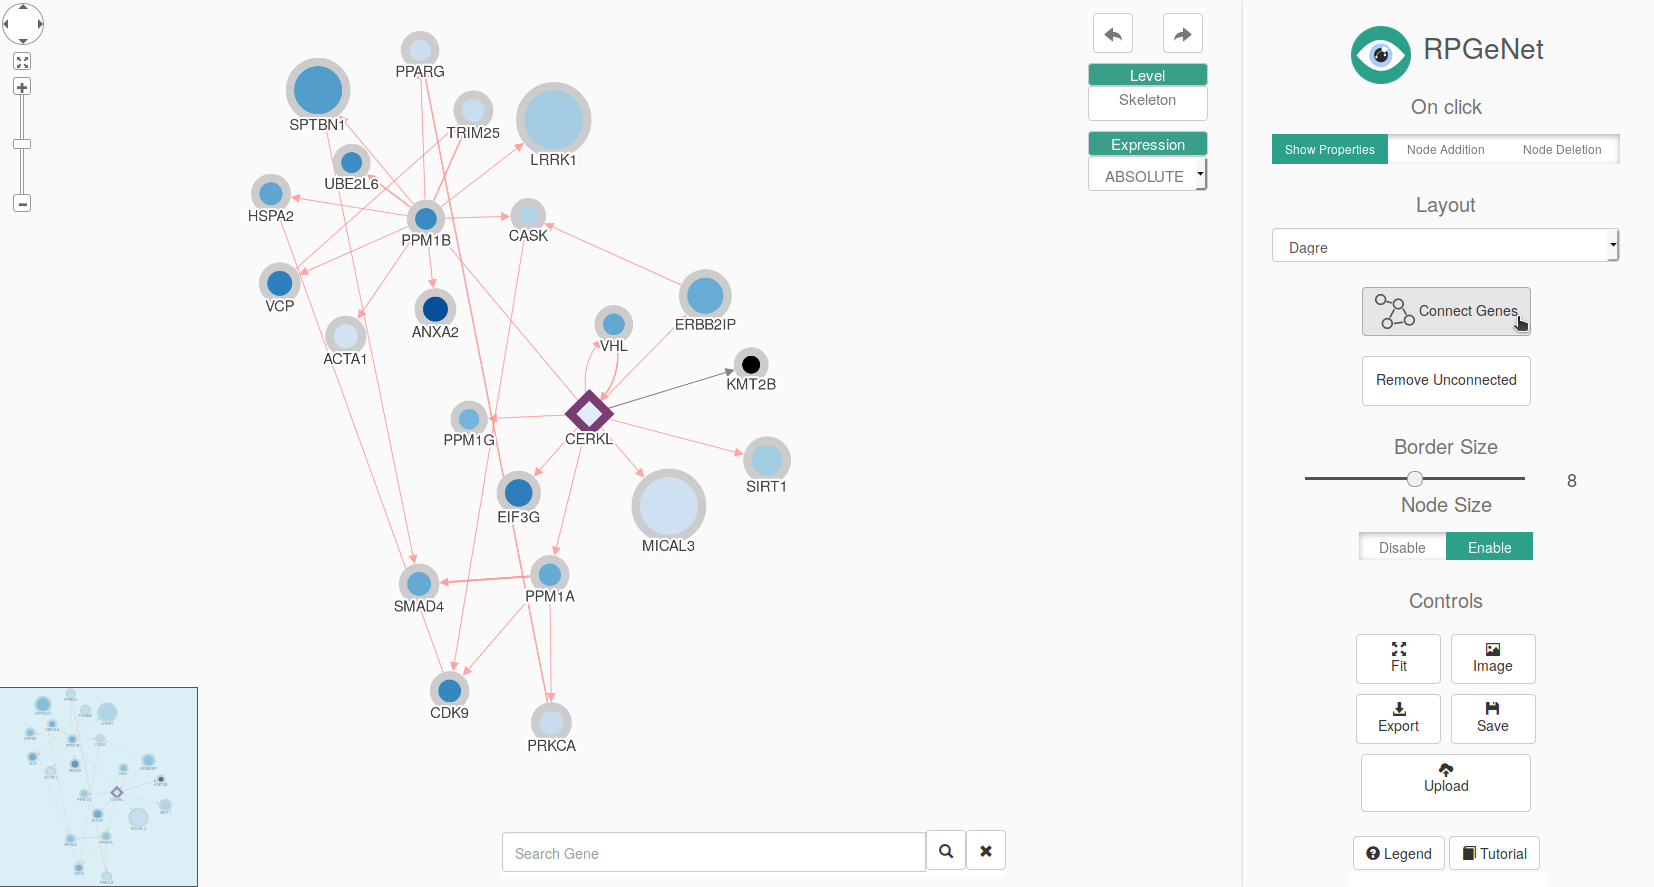 PPARG
SPTBN1
TRIM25
LRRK1
UBE2L6
HSPA2
PPM1B
CASK
VCP
ANXA2
ERBB2IP
ACTA1
VHL
KMT2B
PPM1G
CERKL
SIRT1
EIF3G
MICAL3
PPM1A
SMAD4
CDK9
PRKCA
Search Gene
Level
Skeleton
Expression
ABSOLUTE
RPGeNet
On click
Show Properties Node Addition Node Deletion
Layout
Dagre
Connect Genes
Remove Unconnected
Border Size
8
Node Size
Disable Enable
Controls
Fit Image
Export Save
Upload
Legend Tutorial